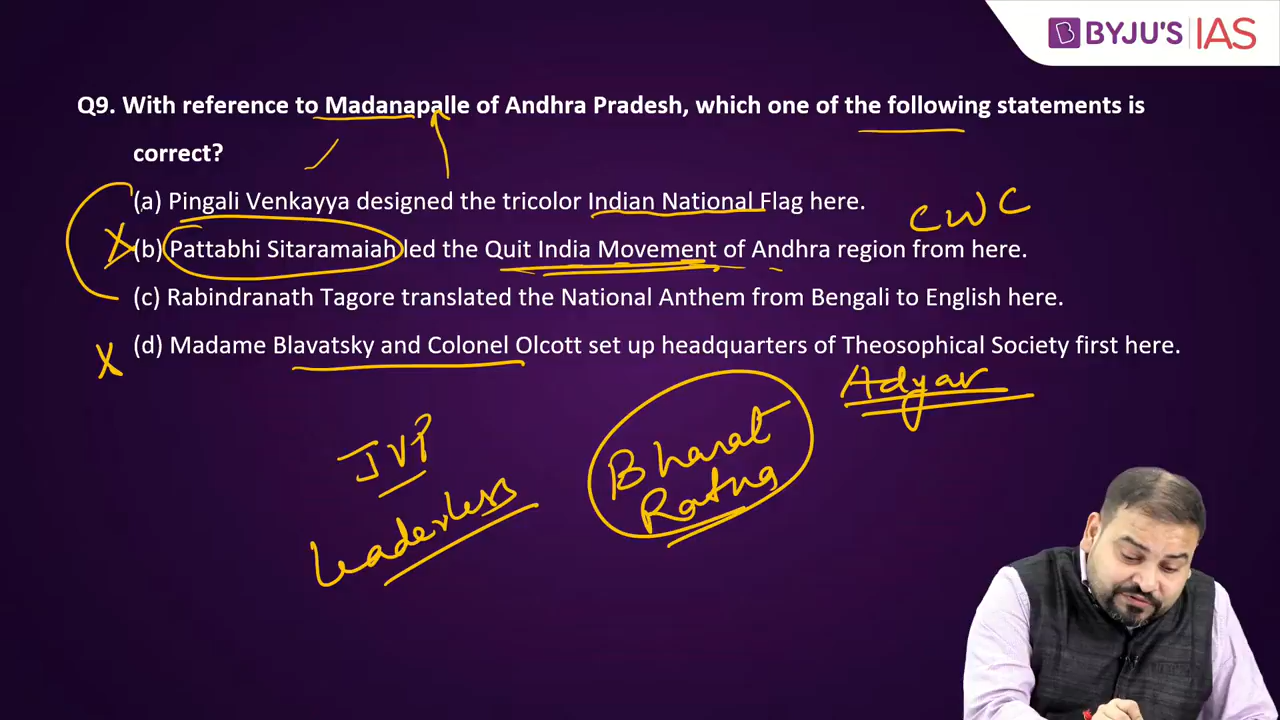 BYJU'S IAS
Q9. With reference to Madanapalle of Andhra Pradesh, which one of the following statements is
correct?
(a) Pingali Venkayya designed the tricolor Indian National Flag here.
CWC
(b) Pattabhi Sitaramaiah led the Quit India Movement of Andhra region from here.
(c) Rabindranath Tagore translated the National Anthem from Bengali to English here.
(d) Madame Blavatsky and Colonel Olcott set up headquarters of Theosophical Society first here.
Adyar
JVP
Leaderless
Bharat
Ratna